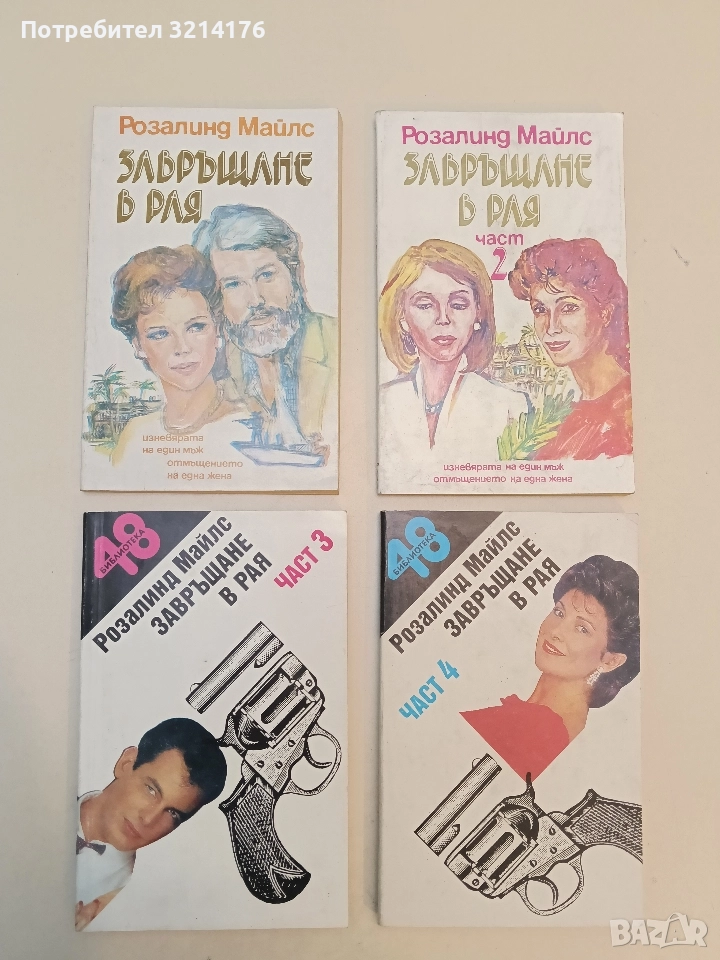 Потребител 3214176
Розалинд Майлс
ЗАВРЪЩАНЕ
В РАЯ
изневярата
на един мъж
отмъщението
на една жена
Розалинд Майлс
ЗАВРЪЩАНЕ
В РАЯ
част
2
изневярата на един мъж
отмъщението на една жена
48
БИБЛИОТЕКА
РОЗАЛИНД МАЙЛС
ЗАВРЪЩАНЕ
В РАЯ
ЧАСТ 3
48
БИБЛИОТЕКА
РОЗАЛИНД МАЙЛС
ЗАВРЪЩАНЕ
В РАЯ
ЧАСТ 4
BAZAR